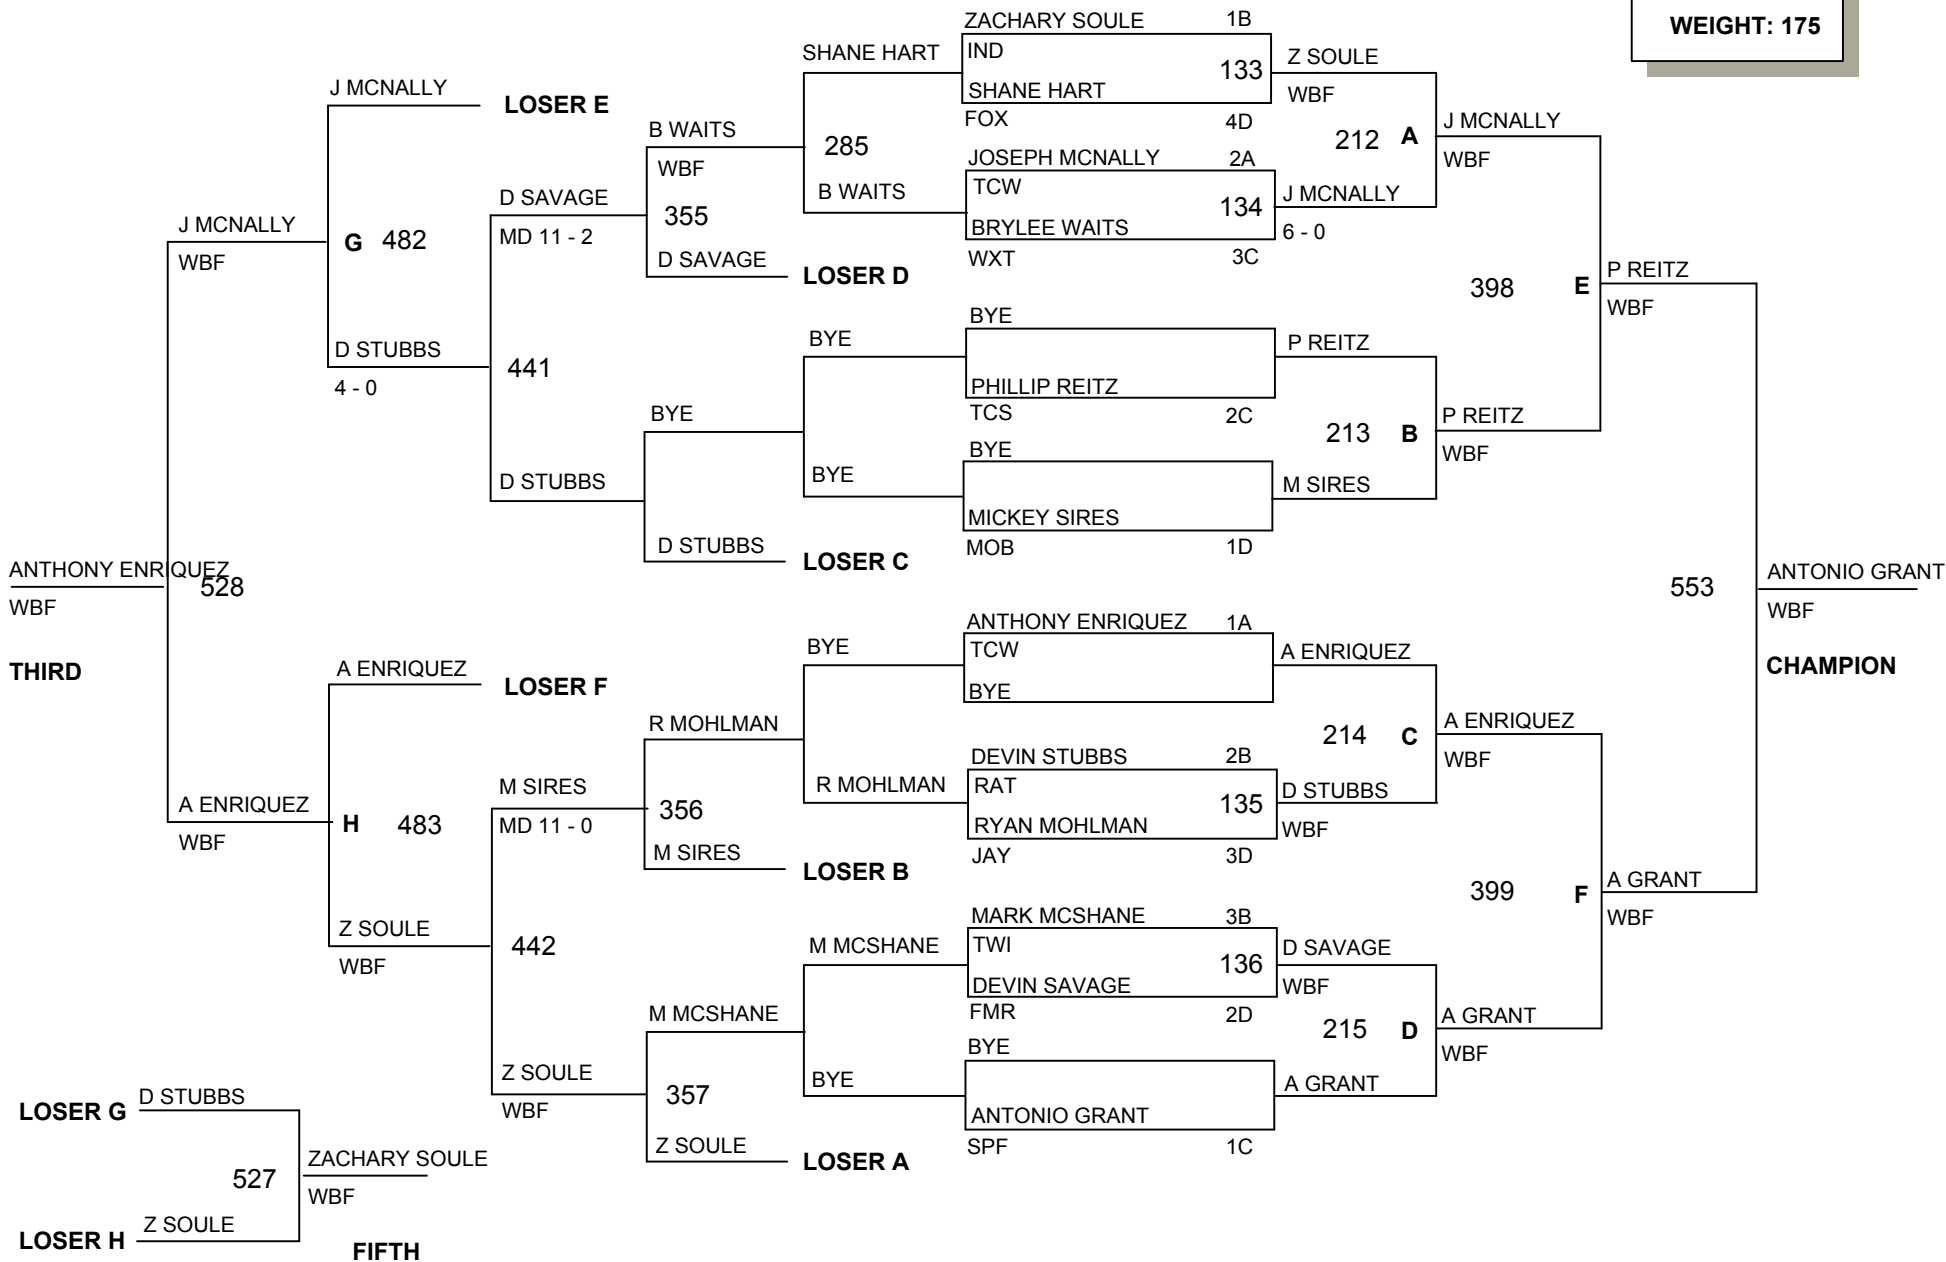 WEIGHT: 175
ZACHARY SOULE 1B
IND
133
SHANE HART
FOX 4D
JOSEPH MCNALLY 2A
TCW
134
BRYLEE WAITS
WXT 3C
BYE
PHILLIP REITZ
TCS 2C
BYE
MICKEY SIRES
MOB 1D
ANTHONY ENRIQUEZ 1A
TCW
BYE
DEVIN STUBBS 2B
RAT
135
RYAN MOHLMAN
JAY 3D
MARK MCSHANE 3B
TWI
136
DEVIN SAVAGE
FMR 2D
BYE
ANTONIO GRANT
SPF 1C
Z SOULE
WBF
212 A
J MCNALLY
6 - 0
P REITZ
213 B
M SIRES
A ENRIQUEZ
214 C
D STUBBS
WBF
D SAVAGE
WBF
215 D
A GRANT
J MCNALLY
WBF
398 E
P REITZ
WBF
A ENRIQUEZ
WBF
399 F
A GRANT
WBF
P REITZ
WBF
553
A GRANT
WBF
ANTONIO GRANT
WBF
CHAMPION
SHANE HART
285
B WAITS
BYE
BYE
BYE
R MOHLMAN
M MCSHANE
BYE
B WAITS
WBF
355
D SAVAGE
LOSER D
BYE
D STUBBS
LOSER C
R MOHLMAN
356
M SIRES
LOSER B
M MCSHANE
357
Z SOULE
LOSER A
D SAVAGE
MD 11 - 2
441
D STUBBS
M SIRES
MD 11 - 0
442
Z SOULE
WBF
J MCNALLY
LOSER E
G 482
D STUBBS
4 - 0
A ENRIQUEZ
LOSER F
H 483
Z SOULE
WBF
J MCNALLY
WBF
528
A ENRIQUEZ
WBF
ANTHONY ENRIQUEZ
WBF
THIRD
LOSER G D STUBBS
527
LOSER H Z SOULE
ZACHARY SOULE
WBF
FIFTH